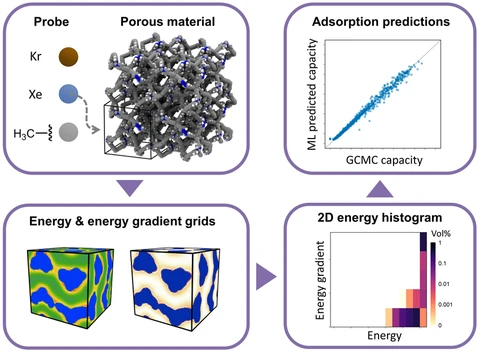 Probe
Porous material
Kr
Xe
H3C
Adsorption predictions
ML predicted capacity
GCMC capacity
Energy & energy gradient grids
2D energy histogram
Vol%
Energy gradient
1
0.1
0.01
0.001
0
Energy